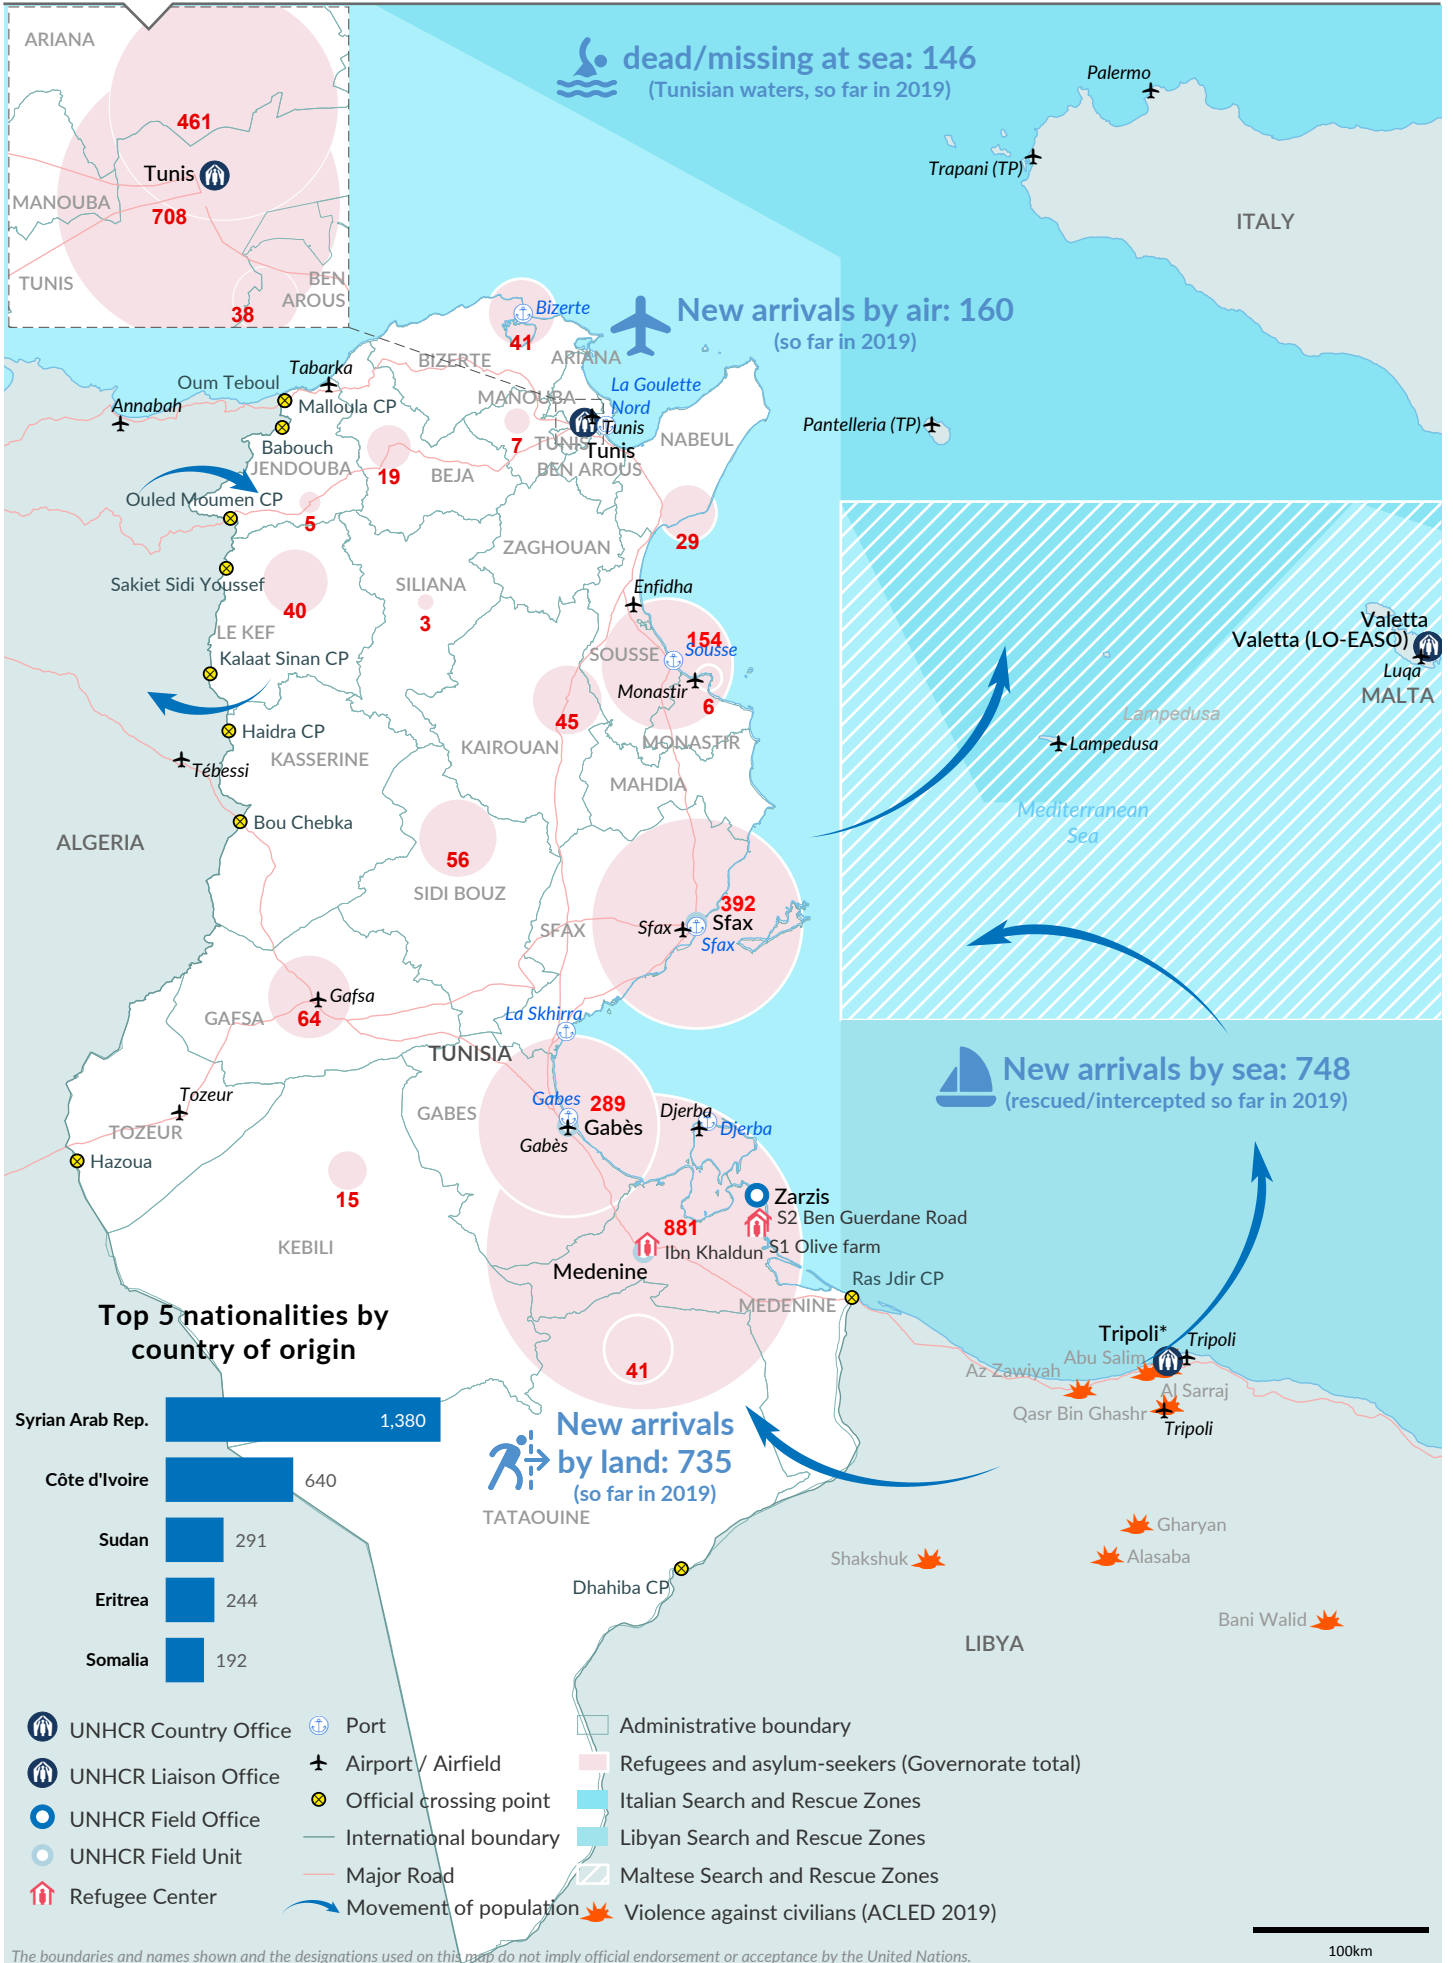 ARIANA
461
Tunis
MANOUBA
708
TUNIS
BEN
AROUS
38
dead/missing at sea: 146
(Tunisian waters, so far in 2019)
Palermo
Trapani (TP)
ITALY
Bizerte
41
New arrivals by air: 160
(so far in 2019)
BIZERTE
ARIANA
Tabarka
Oum Teboul
Malloula CP
Annabah
La Goulette
Nord
MANOUBA
Tunis
Tunis
TUNIS
7
NABEUL
Pantelleria (TP)
Babouch
JENDOUBA
19
BEJA
BEN AROUS
Ouled Moumen CP
5
29
ZAGHOUAN
Sakiet Sidi Youssef
40
SILIANA
3
Enfidha
LE KEF
154
Sousse
SOUSSE
Kalaat Sinan CP
Monastir
6
45
Valetta
Valetta (LO-EASO)
Luqa
MALTA
Haidra CP
KASSERINE
KAIROUAN
MONASTIR
Lampedusa
Lampedusa
Tébessi
MAHDIA
Mediterranean
Sea
Bou Chebka
ALGERIA
56
SIDI BOUZ
392
Sfax
Sfax
Sfax
SFAX
Gafsa
64
GAFSA
La Skhirra
TUNISIA
New arrivals by sea: 748
(rescued/intercepted so far in 2019)
Tozeur
TOZEUR
GABES
Gabes
289
Gabès
Gabès
Djerba
Djerba
Hazoua
15
KEBILI
Zarzis
S2 Ben Guerdane Road
881
Ibn Khaldun
S1 Olive farm
Medenine
Ras Jdir CP
MEDENINE
41
Tripoli*
Tripoli
Abu Salim
Az Zawiyah
Al Sarraj
Qasr Bin Ghashr
Tripoli
Top 5 nationalities by
country of origin
Syrian Arab Rep.
1,380
Côte d'Ivoire
640
Sudan
291
Eritrea
244
Somalia
192
New arrivals
by land: 735
(so far in 2019)
TATAOUINE
Dhahiba CP
Gharyan
Shakshuk
Alasaba
Bani Walid
LIBYA
UNHCR Country Office
UNHCR Liaison Office
UNHCR Field Office
UNHCR Field Unit
Refugee Center
Port
Airport / Airfield
Official crossing point
International boundary
Major Road
Movement of population
Administrative boundary
Refugees and asylum-seekers (Governorate total)
Italian Search and Rescue Zones
Libyan Search and Rescue Zones
Maltese Search and Rescue Zones
Violence against civilians (ACLED 2019)
100km
The boundaries and names shown and the designations used on this map do not imply official endorsement or acceptance by the United Nations.